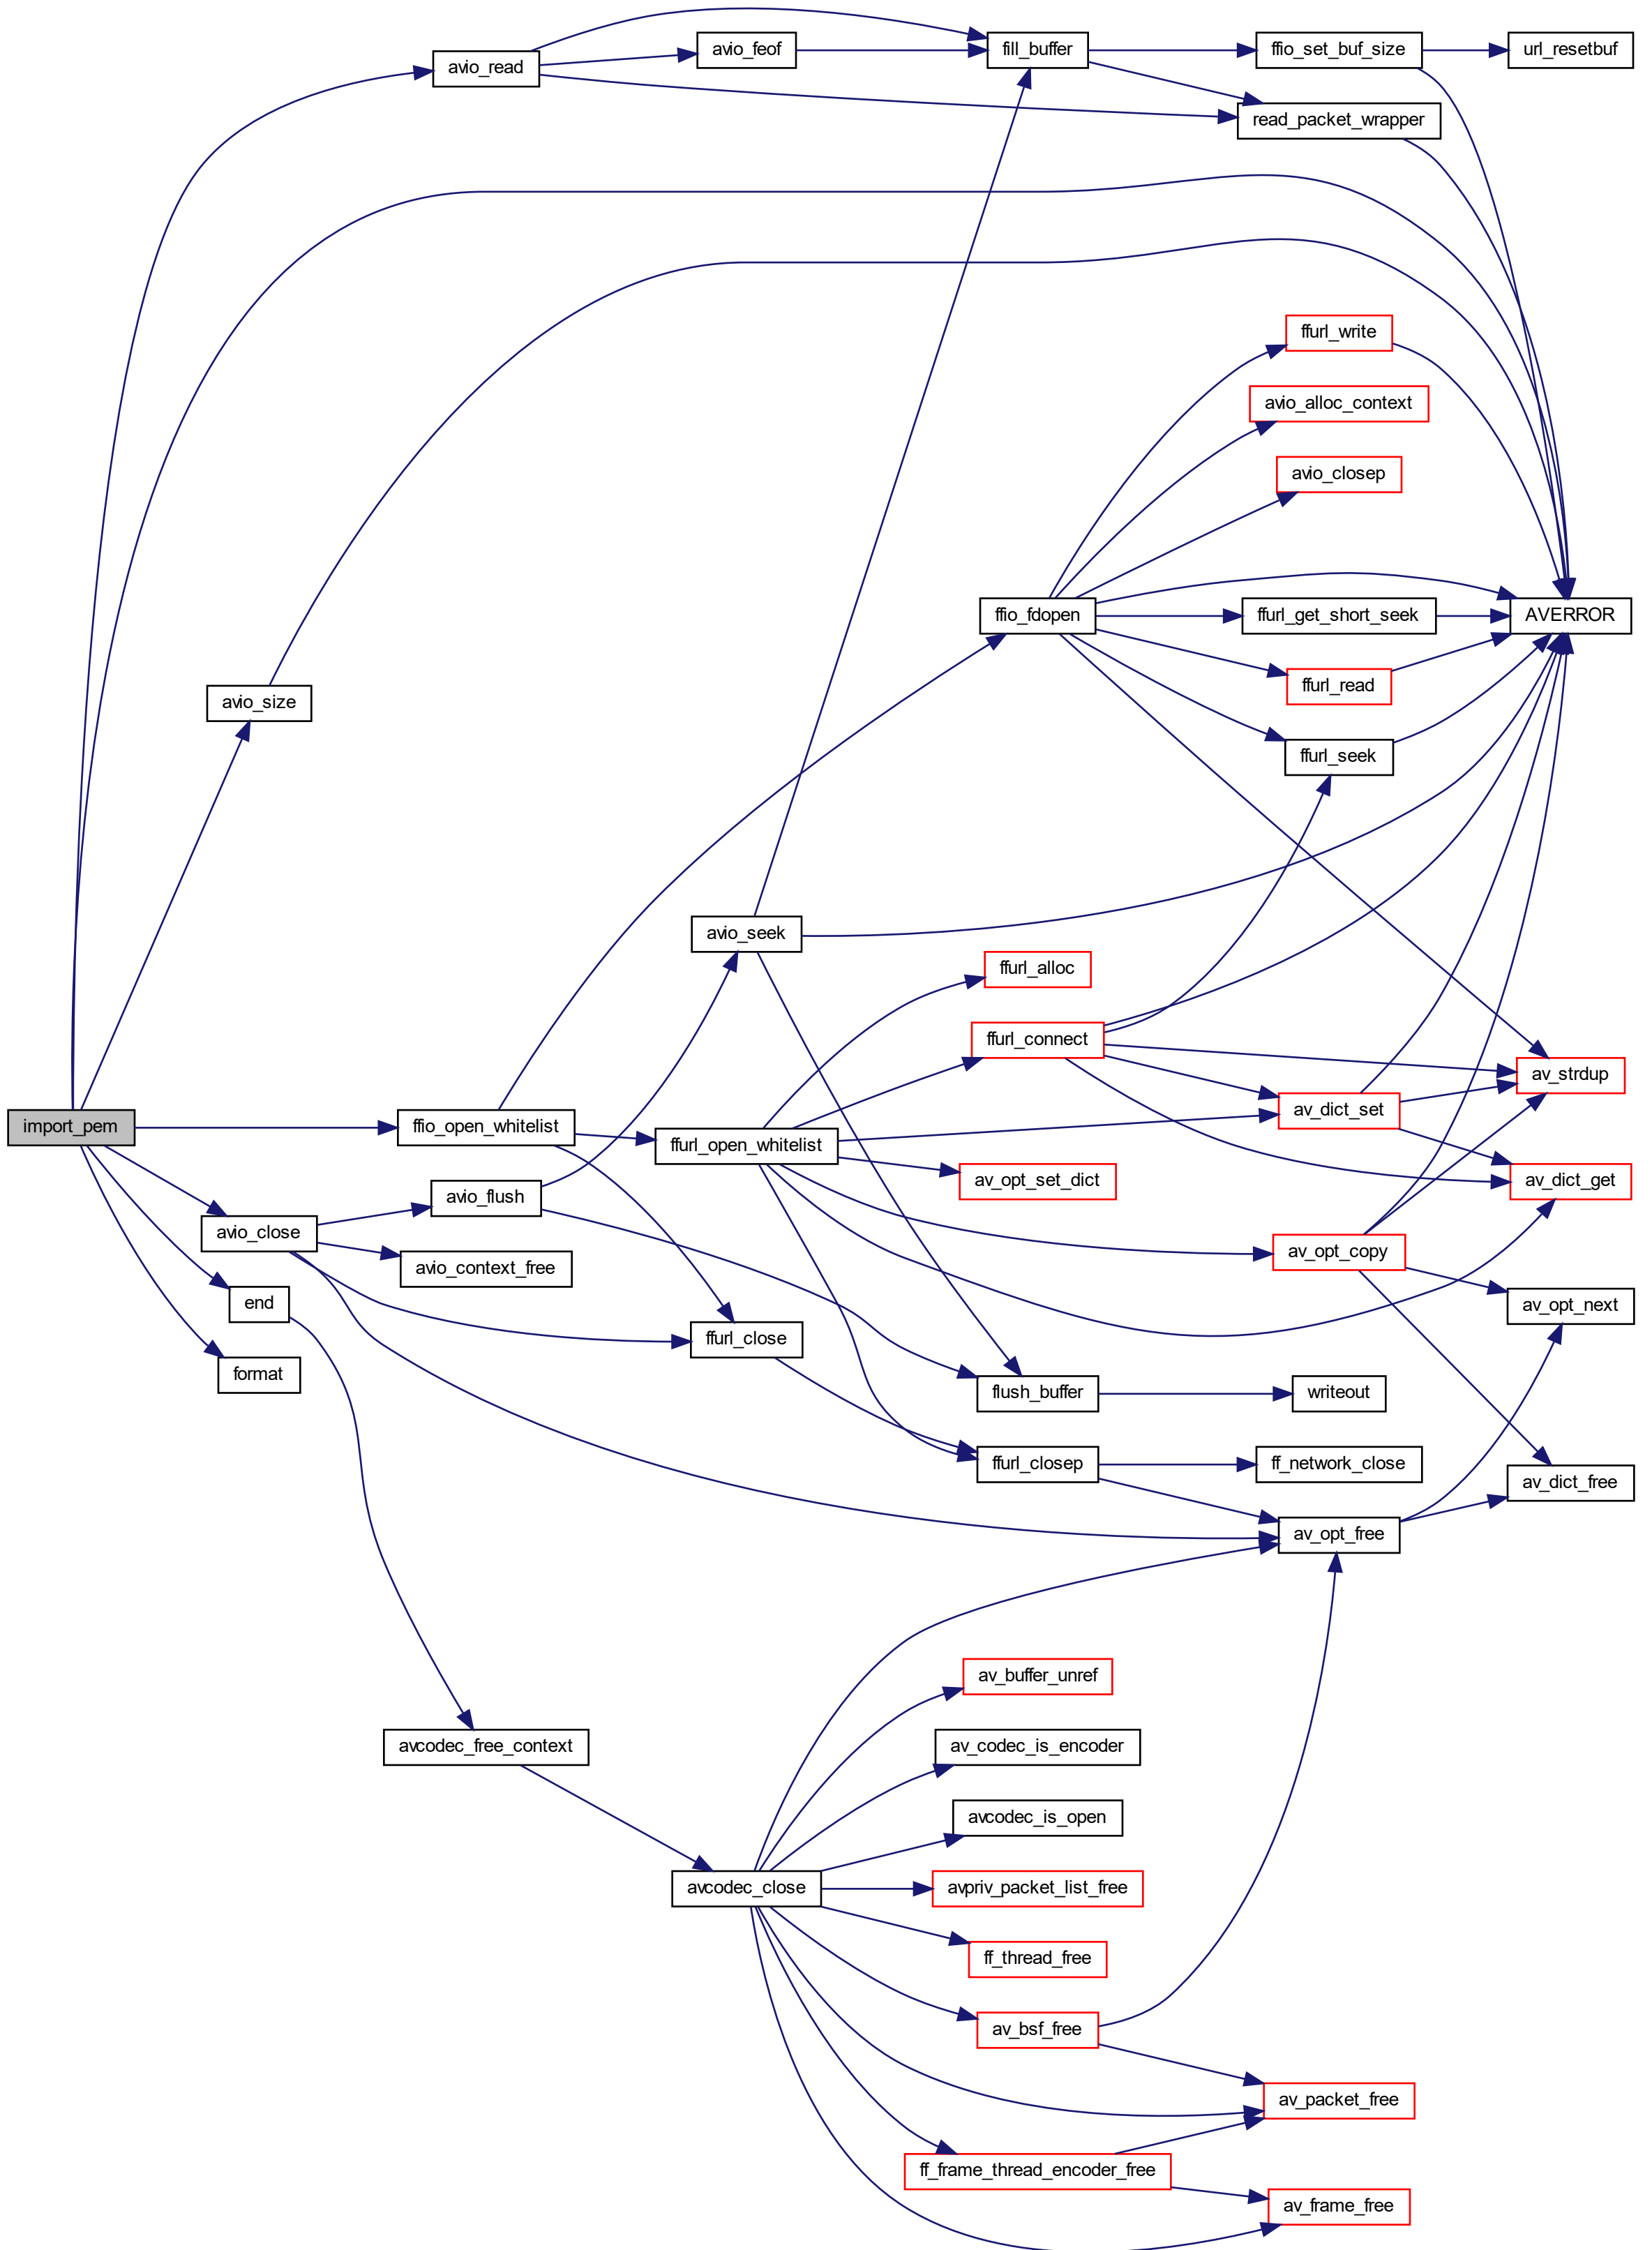 avio_read
avio_feof
fill_buffer
ffio_set_buf_size
url_resetbuf
read_packet_wrapper
ffurl_write
avio_alloc_context
avio_closep
ffio_fdopen
ffurl_get_short_seek
AVERROR
ffurl_read
avio_size
ffurl_seek
avio_seek
ffurl_alloc
ffurl_connect
av_strdup
import_pem
ffio_open_whitelist
av_dict_set
ffurl_open_whitelist
av_opt_set_dict
av_dict_get
avio_flush
avio_close
av_opt_copy
avio_context_free
end
av_opt_next
ffurl_close
format
flush_buffer
writeout
ffurl_closep
ff_network_close
av_dict_free
av_opt_free
av_buffer_unref
avcodec_free_context
av_codec_is_encoder
avcodec_is_open
avcodec_close
avpriv_packet_list_free
ff_thread_free
av_bsf_free
av_packet_free
ff_frame_thread_encoder_free
av_frame_free